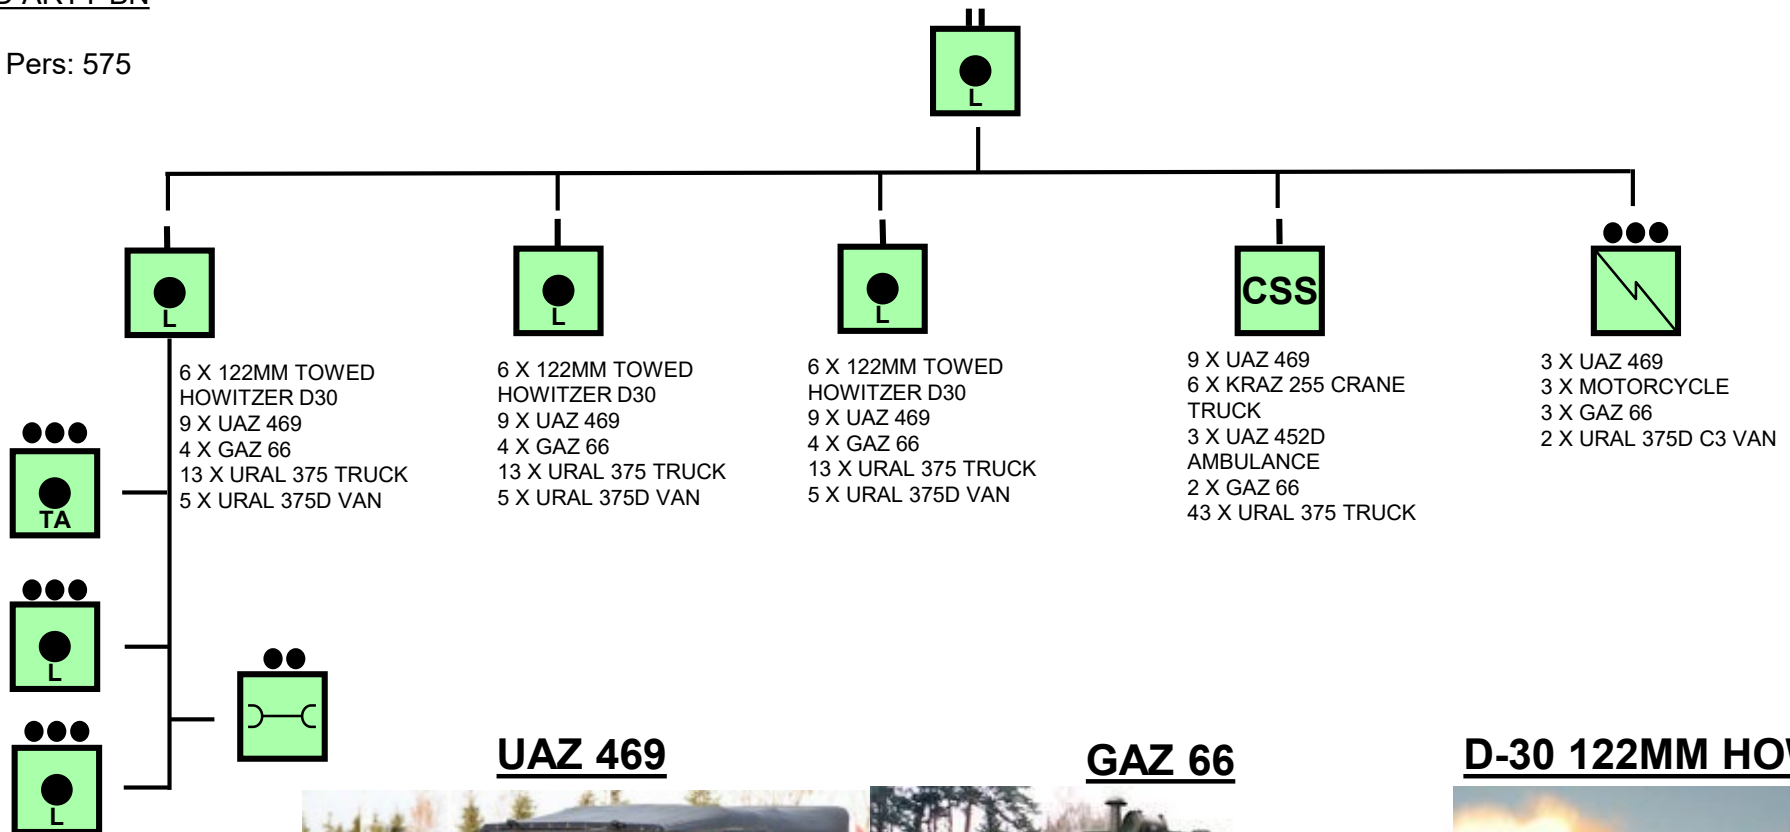 ARTY BN
Pers: 575
L
L
L
L
CSS
6 X 122MM TOWED
HOWITZER D30
9 X UAZ 469
4 X GAZ 66
13 X URAL 375 TRUCK
5 X URAL 375D VAN
6 X 122MM TOWED
HOWITZER D30
9 X UAZ 469
4 X GAZ 66
13 X URAL 375 TRUCK
5 X URAL 375D VAN
6 X 122MM TOWED
HOWITZER D30
9 X UAZ 469
4 X GAZ 66
13 X URAL 375 TRUCK
5 X URAL 375D VAN
9 X UAZ 469
6 X KRAZ 255 CRANE
TRUCK
3 X UAZ 452D
AMBULANCE
2 X GAZ 66
43 X URAL 375 TRUCK
3 X UAZ 469
3 X MOTORCYCLE
3 X GAZ 66
2 X URAL 375D C3 VAN
TA
L
L
UAZ 469
GAZ 66
D-30 122MM HOW